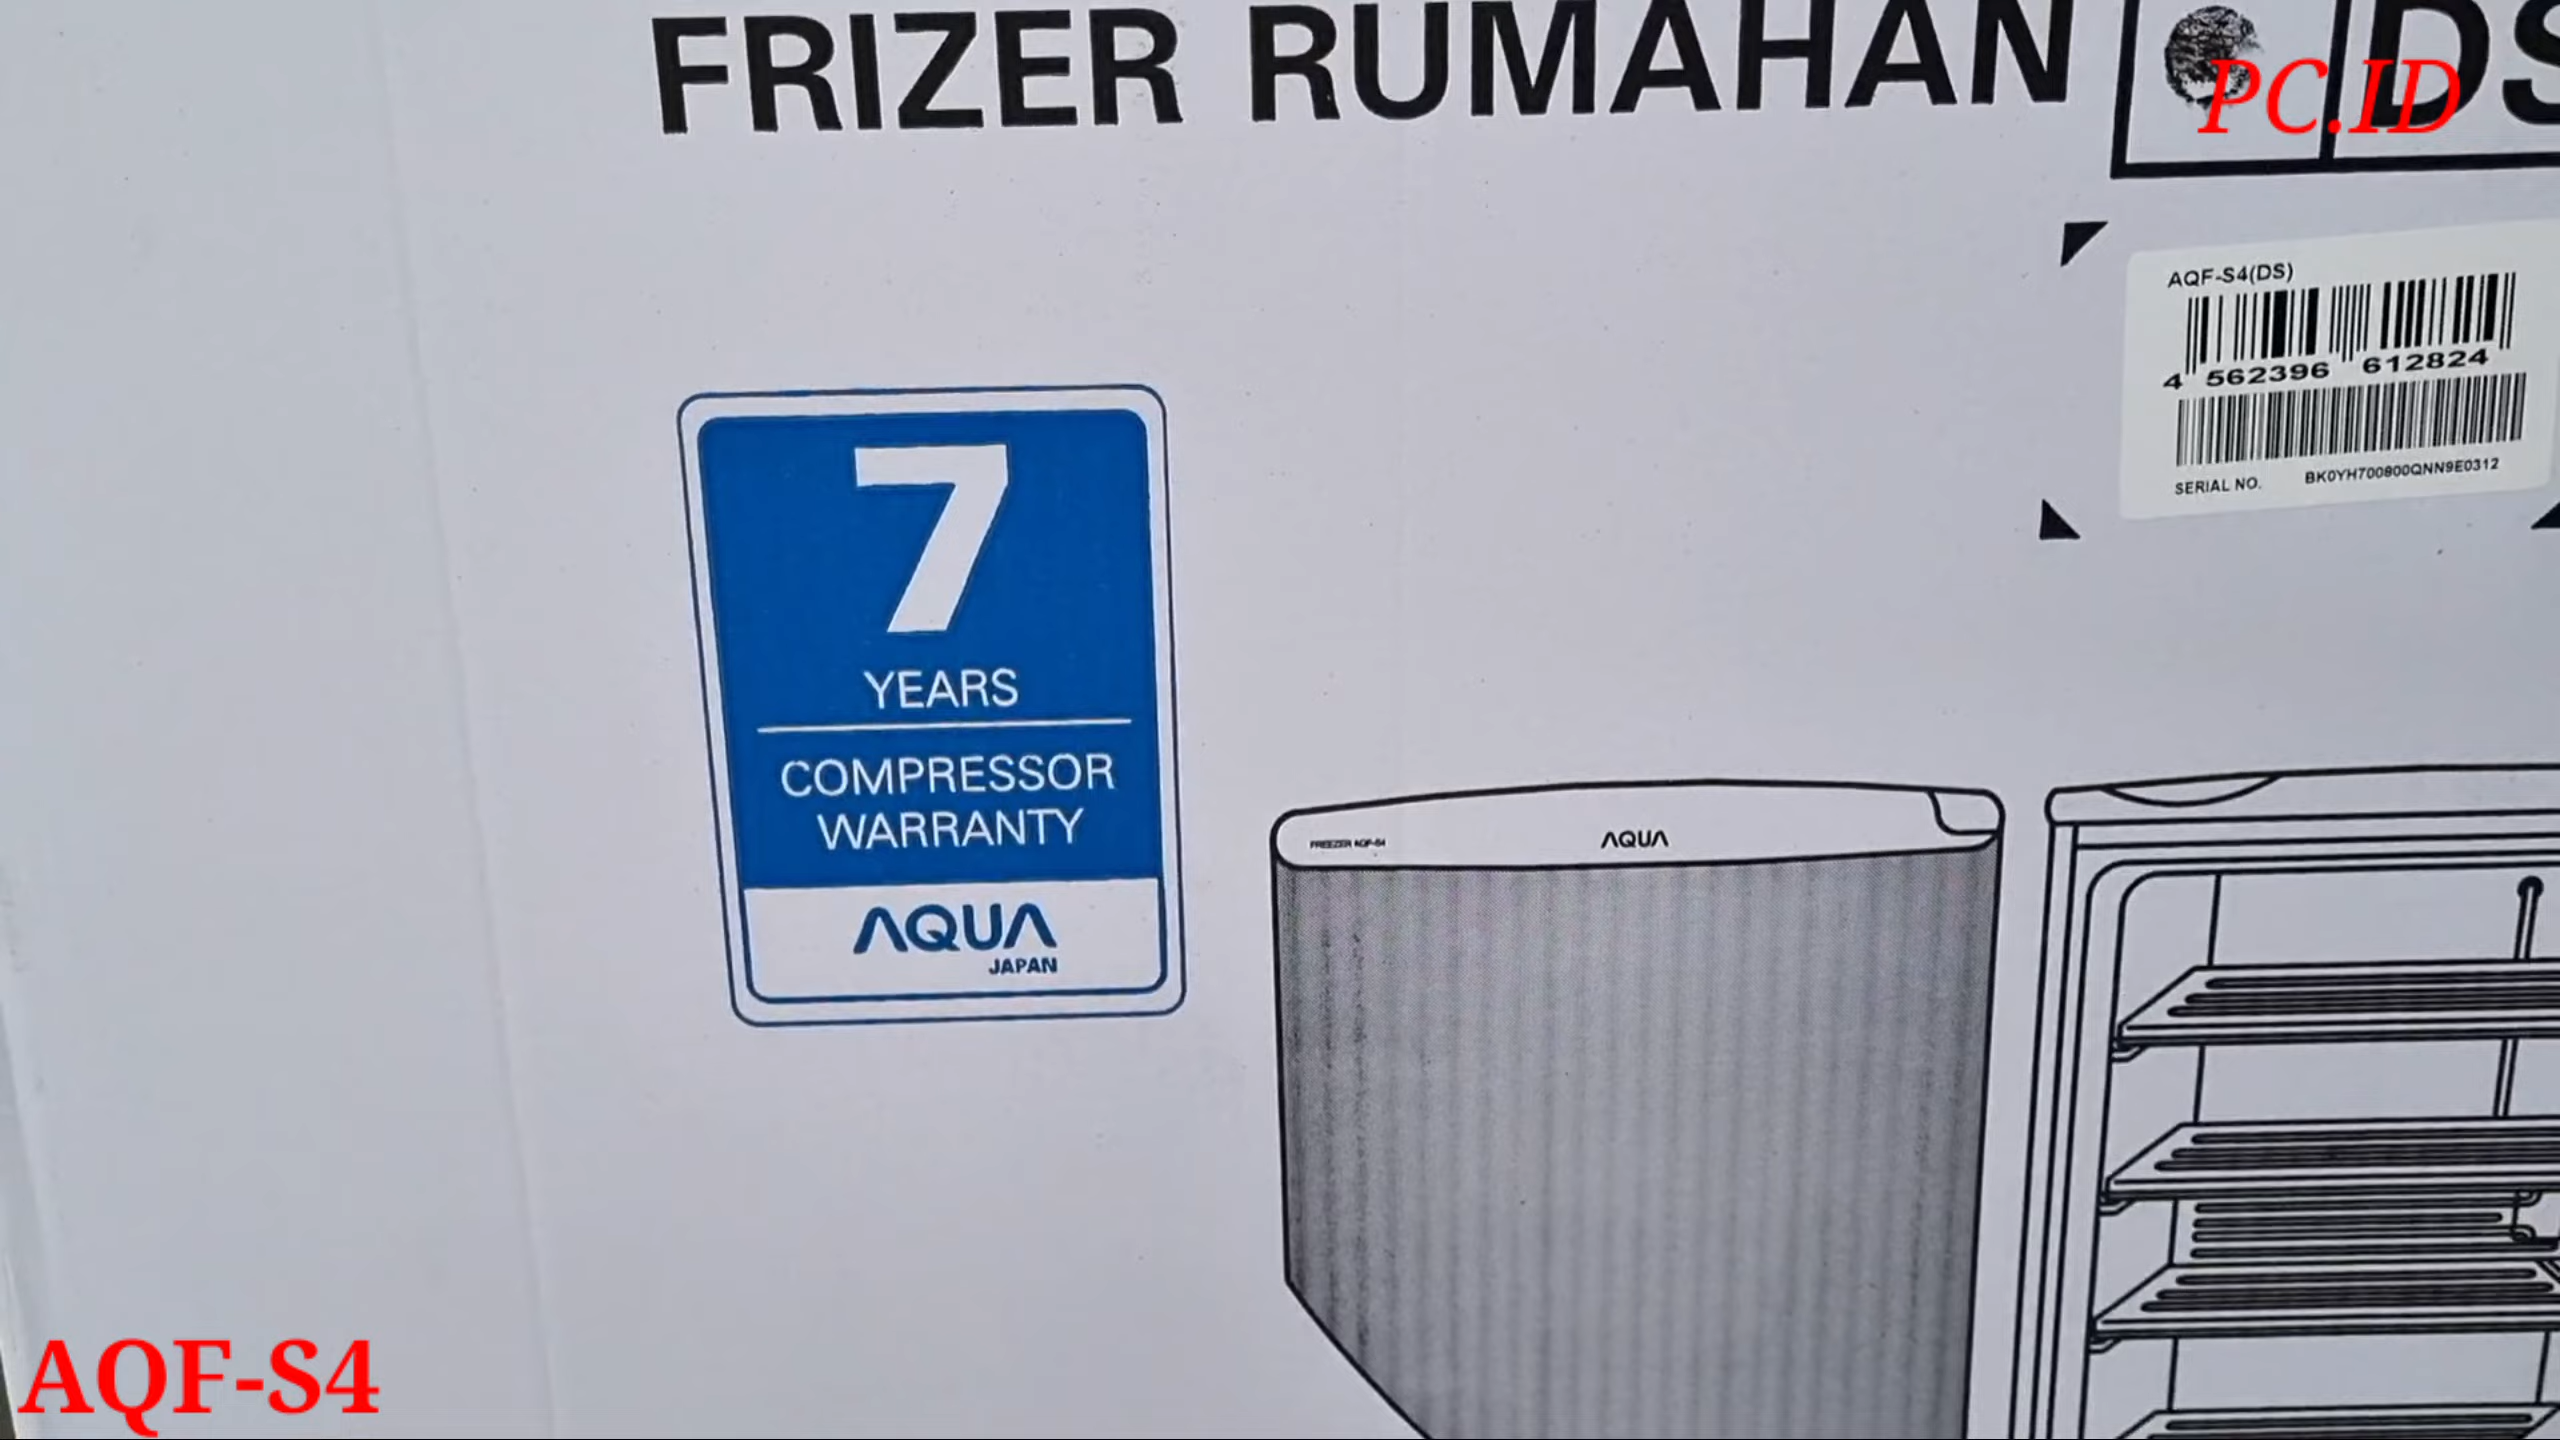 FRIZER RUMAHAN
DS
PC.ID
AQF-S4(DS)
4 562396 612824
SERIAL NO. BK0YH700800QNN9E0312
7
YEARS
COMPRESSOR
WARRANTY
AQUA
JAPAN
FREEZER AQF-S4
AQUA
AQF-S4